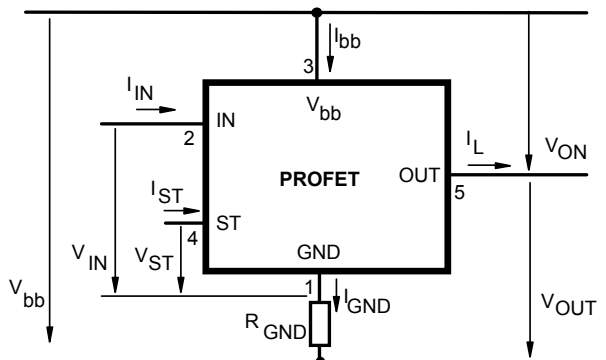 I_bb
3
I_IN
V_bb
IN
2
I_L
V_ON
PROFET
OUT
I_ST
5
ST
4
V_IN
V_ST
GND
V_bb
1
I_GND
V_OUT
R_GND